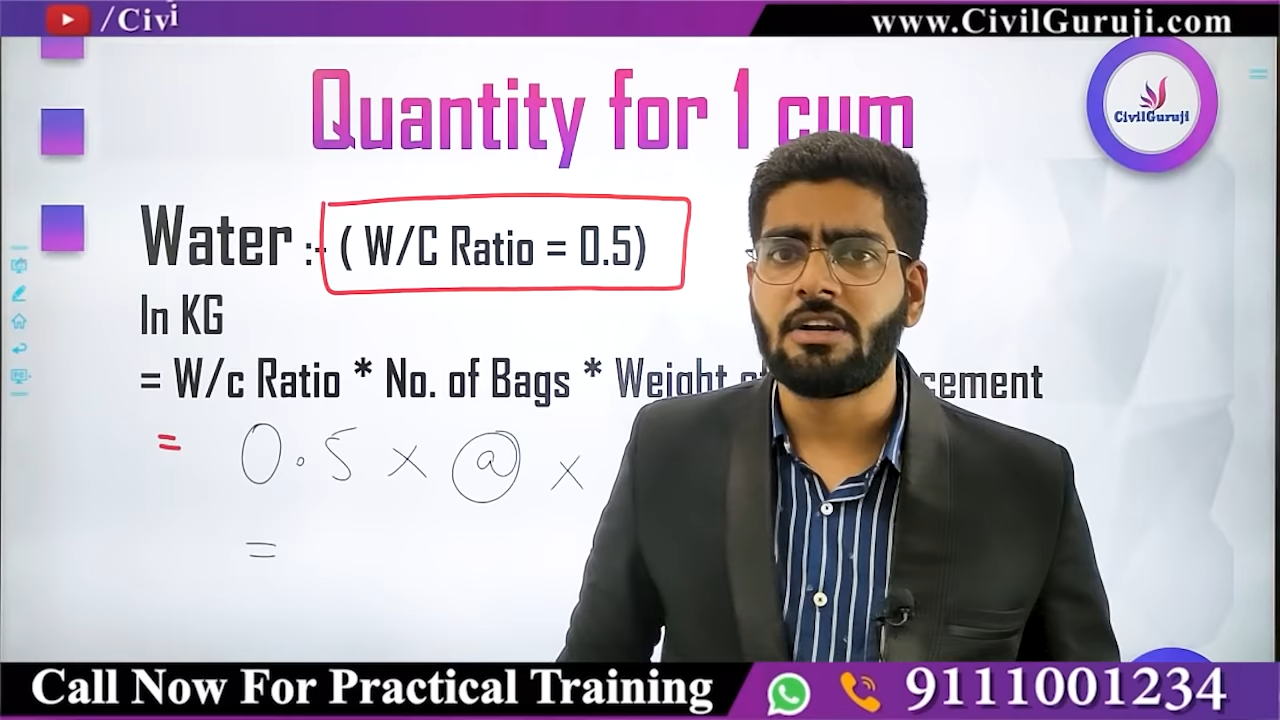 /Civi
www.CivilGuruji.com
Quantity for 1 cum
CivilGuruji
Water :- ( W/C Ratio = 0.5)
In KG
= W/c Ratio * No. of Bags * Weight cement
= 0.5 × @ ×
=
Call Now For Practical Training 9111001234